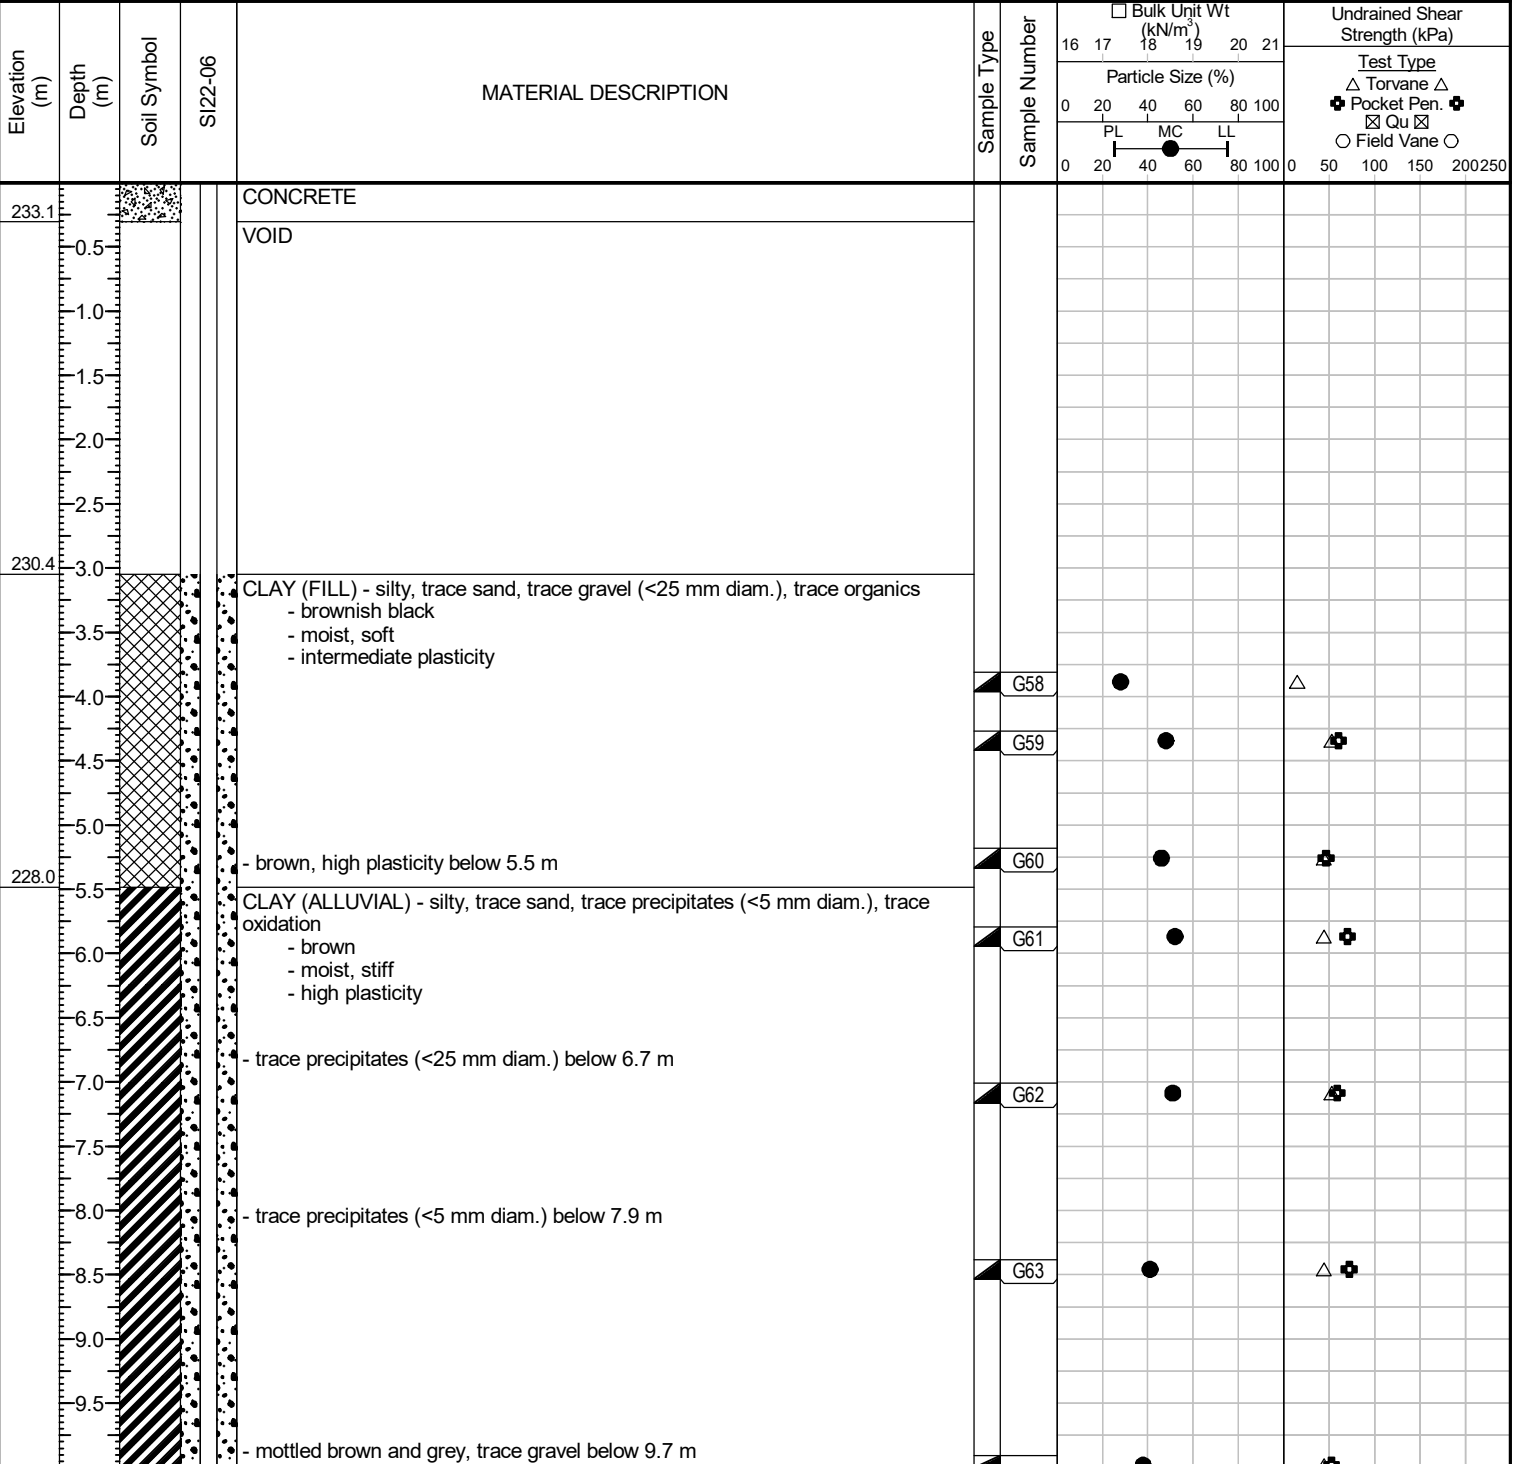 Elevation
(m)
Depth
(m)
Soil Symbol
SI22-06
MATERIAL DESCRIPTION
Sample Type
Sample Number
Bulk Unit Wt
(kN/m³)
16 17 18 19 20 21
Particle Size (%)
0 20 40 60 80 100
PL MC LL
0 20 40 60 80 100
Undrained Shear
Strength (kPa)
Test Type
Torvane
Pocket Pen.
Qu
Field Vane
0 50 100 150 200 250
CONCRETE
233.1
VOID
0.5
1.0
1.5
2.0
2.5
230.4
3.0
CLAY (FILL) - silty, trace sand, trace gravel (<25 mm diam.), trace organics
- brownish black
3.5
- moist, soft
- intermediate plasticity
G58
4.0
G59
4.5
5.0
- brown, high plasticity below 5.5 m
G60
228.0
5.5
CLAY (ALLUVIAL) - silty, trace sand, trace precipitates (<5 mm diam.), trace
oxidation
- brown
G61
6.0
- moist, stiff
- high plasticity
6.5
- trace precipitates (<25 mm diam.) below 6.7 m
7.0
G62
7.5
8.0
- trace precipitates (<5 mm diam.) below 7.9 m
8.5
G63
9.0
9.5
- mottled brown and grey, trace gravel below 9.7 m